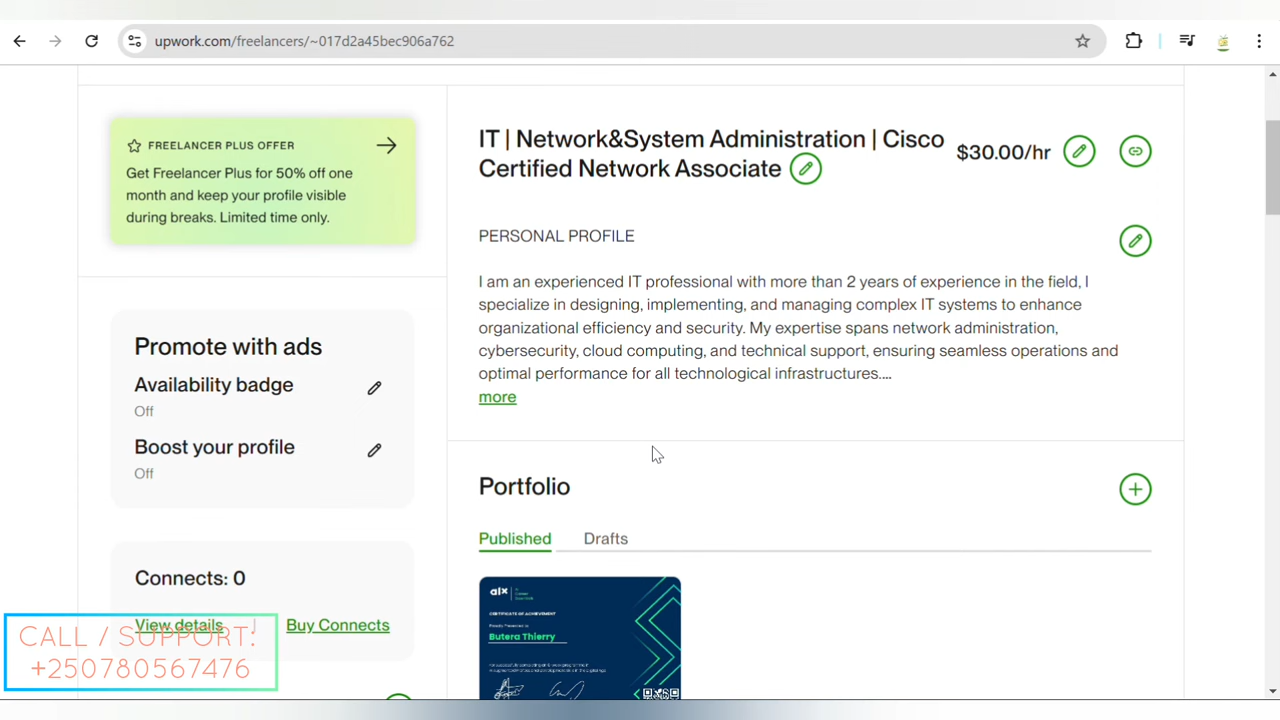 upwork.com/freelancers/~017d2a45bec906a762
FREELANCER PLUS OFFER
Get Freelancer Plus for 50% off one
month and keep your profile visible
during breaks. Limited time only.
Promote with ads
Availability badge
Off
Boost your profile
Off
Connects: 0
View details
Buy Connects
CALL / SUPPORT:
+250780567476
IT | Network&System Administration | Cisco
Certified Network Associate
$30.00/hr
PERSONAL PROFILE
I am an experienced IT professional with more than 2 years of experience in the field, I
specialize in designing, implementing, and managing complex IT systems to enhance
organizational efficiency and security. My expertise spans network administration,
cybersecurity, cloud computing, and technical support, ensuring seamless operations and
optimal performance for all technological infrastructures....
more
Portfolio
Published Drafts
alx
CERTIFICATE OF ACHIEVEMENT
Butera Thierry